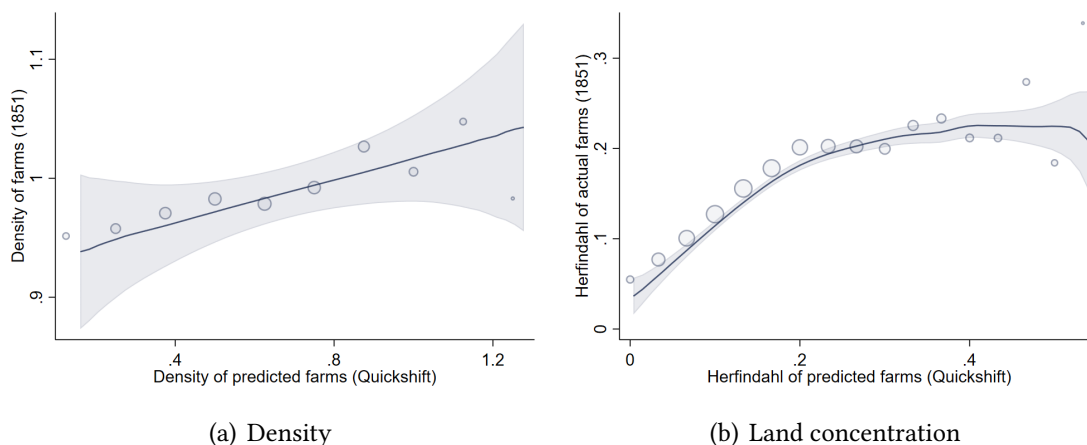 Density of farms (1851)
1.1
1
.9
.4
.8
1.2
Density of predicted farms (Quickshift)
(a) Density
Herfindahl of actual farms (1851)
.3
.2
.1
0
0
.2
.4
Herfindahl of predicted farms (Quickshift)
(b) Land concentration